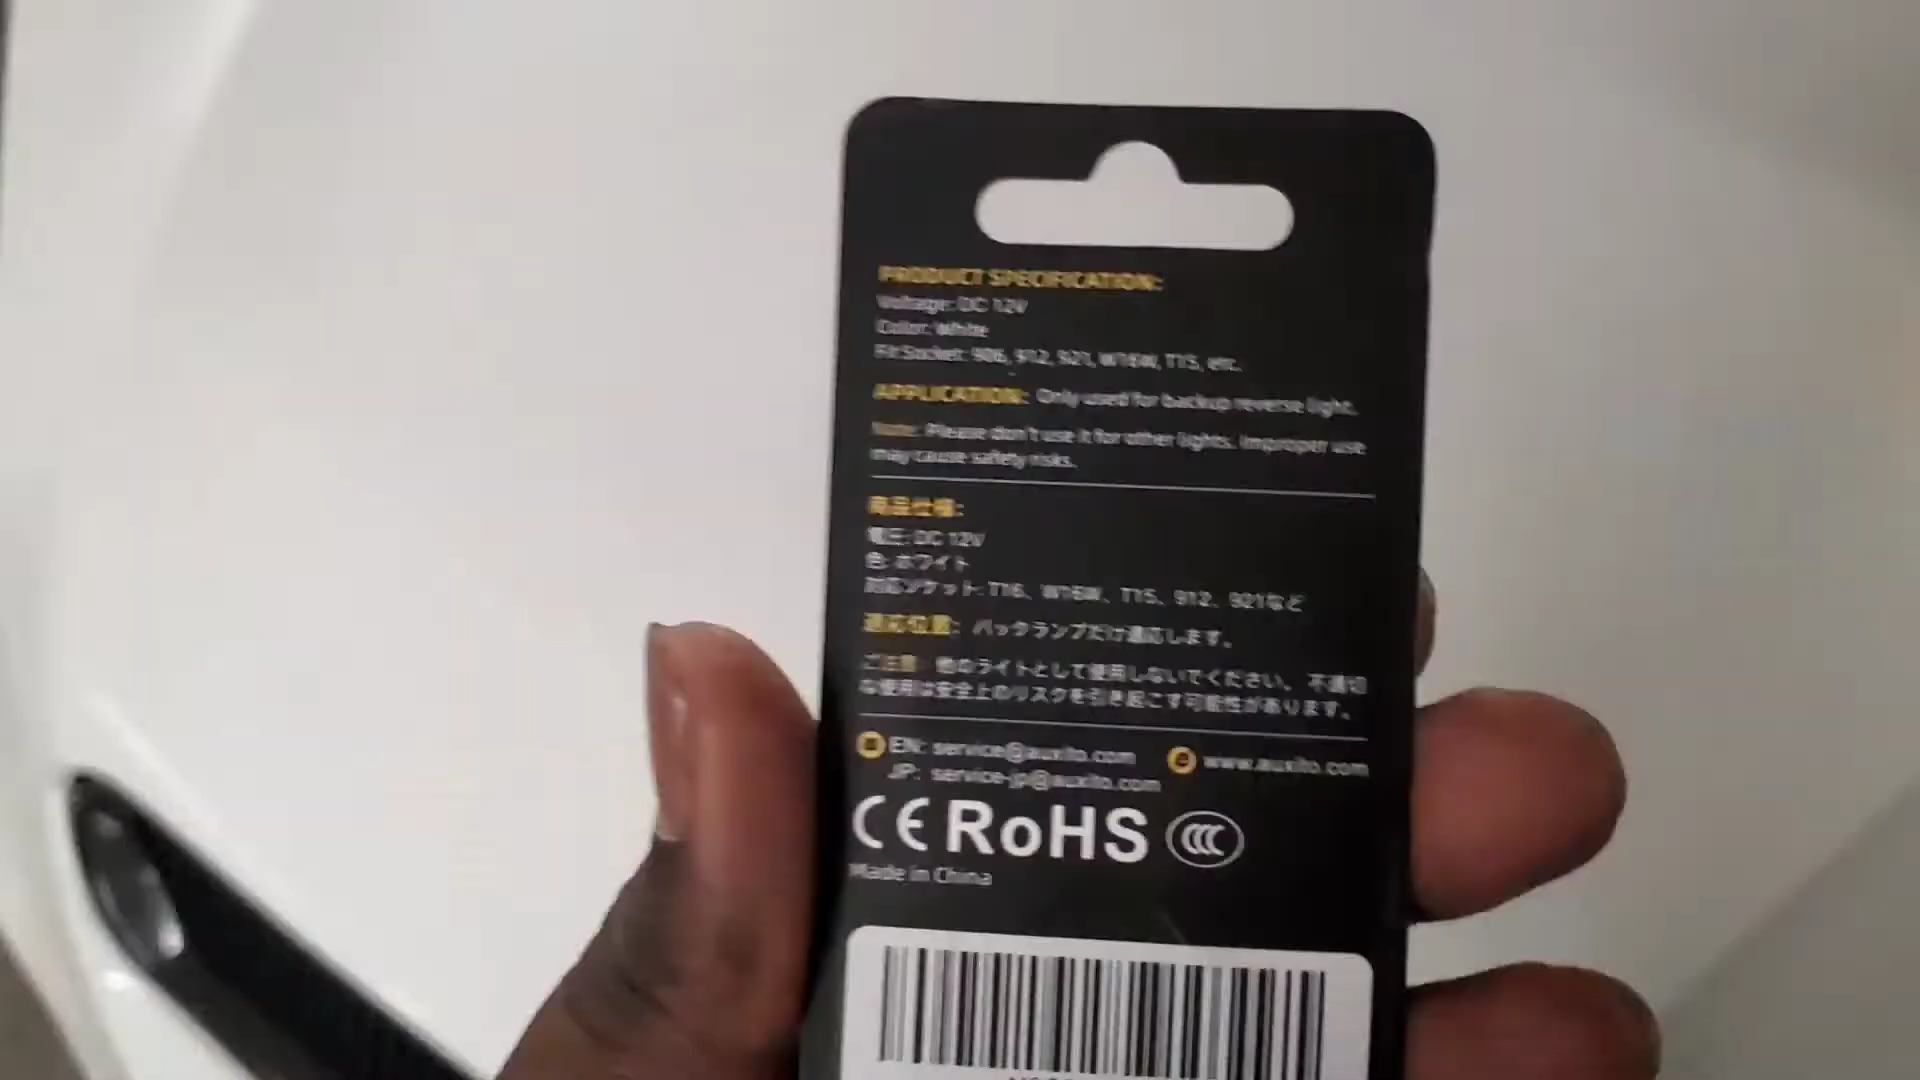 PRODUCT SPECIFICATION:
Voltage: DC 12V
Color: White
Fit Socket: 906, 912, 921, W16W, T15, etc.
APPLICATION: Only used for backup reverse light.
Note: Please don't use it for other lights. Improper use
may cause safety risks.
商品仕様:
電圧: DC 12V
色: ホワイト
対応ソケット: T16、W16W、T15、912、921など
適応位置: バックランプだけ適応します。
ご注意: 他のライトとして使用しないでください。 不適切
な使用は安全上のリスクを引き起こす可能性があります。
EN: service@auxito.com
www.auxito.com
JP: service-jp@auxito.com
CE RoHS CCC
Made in China